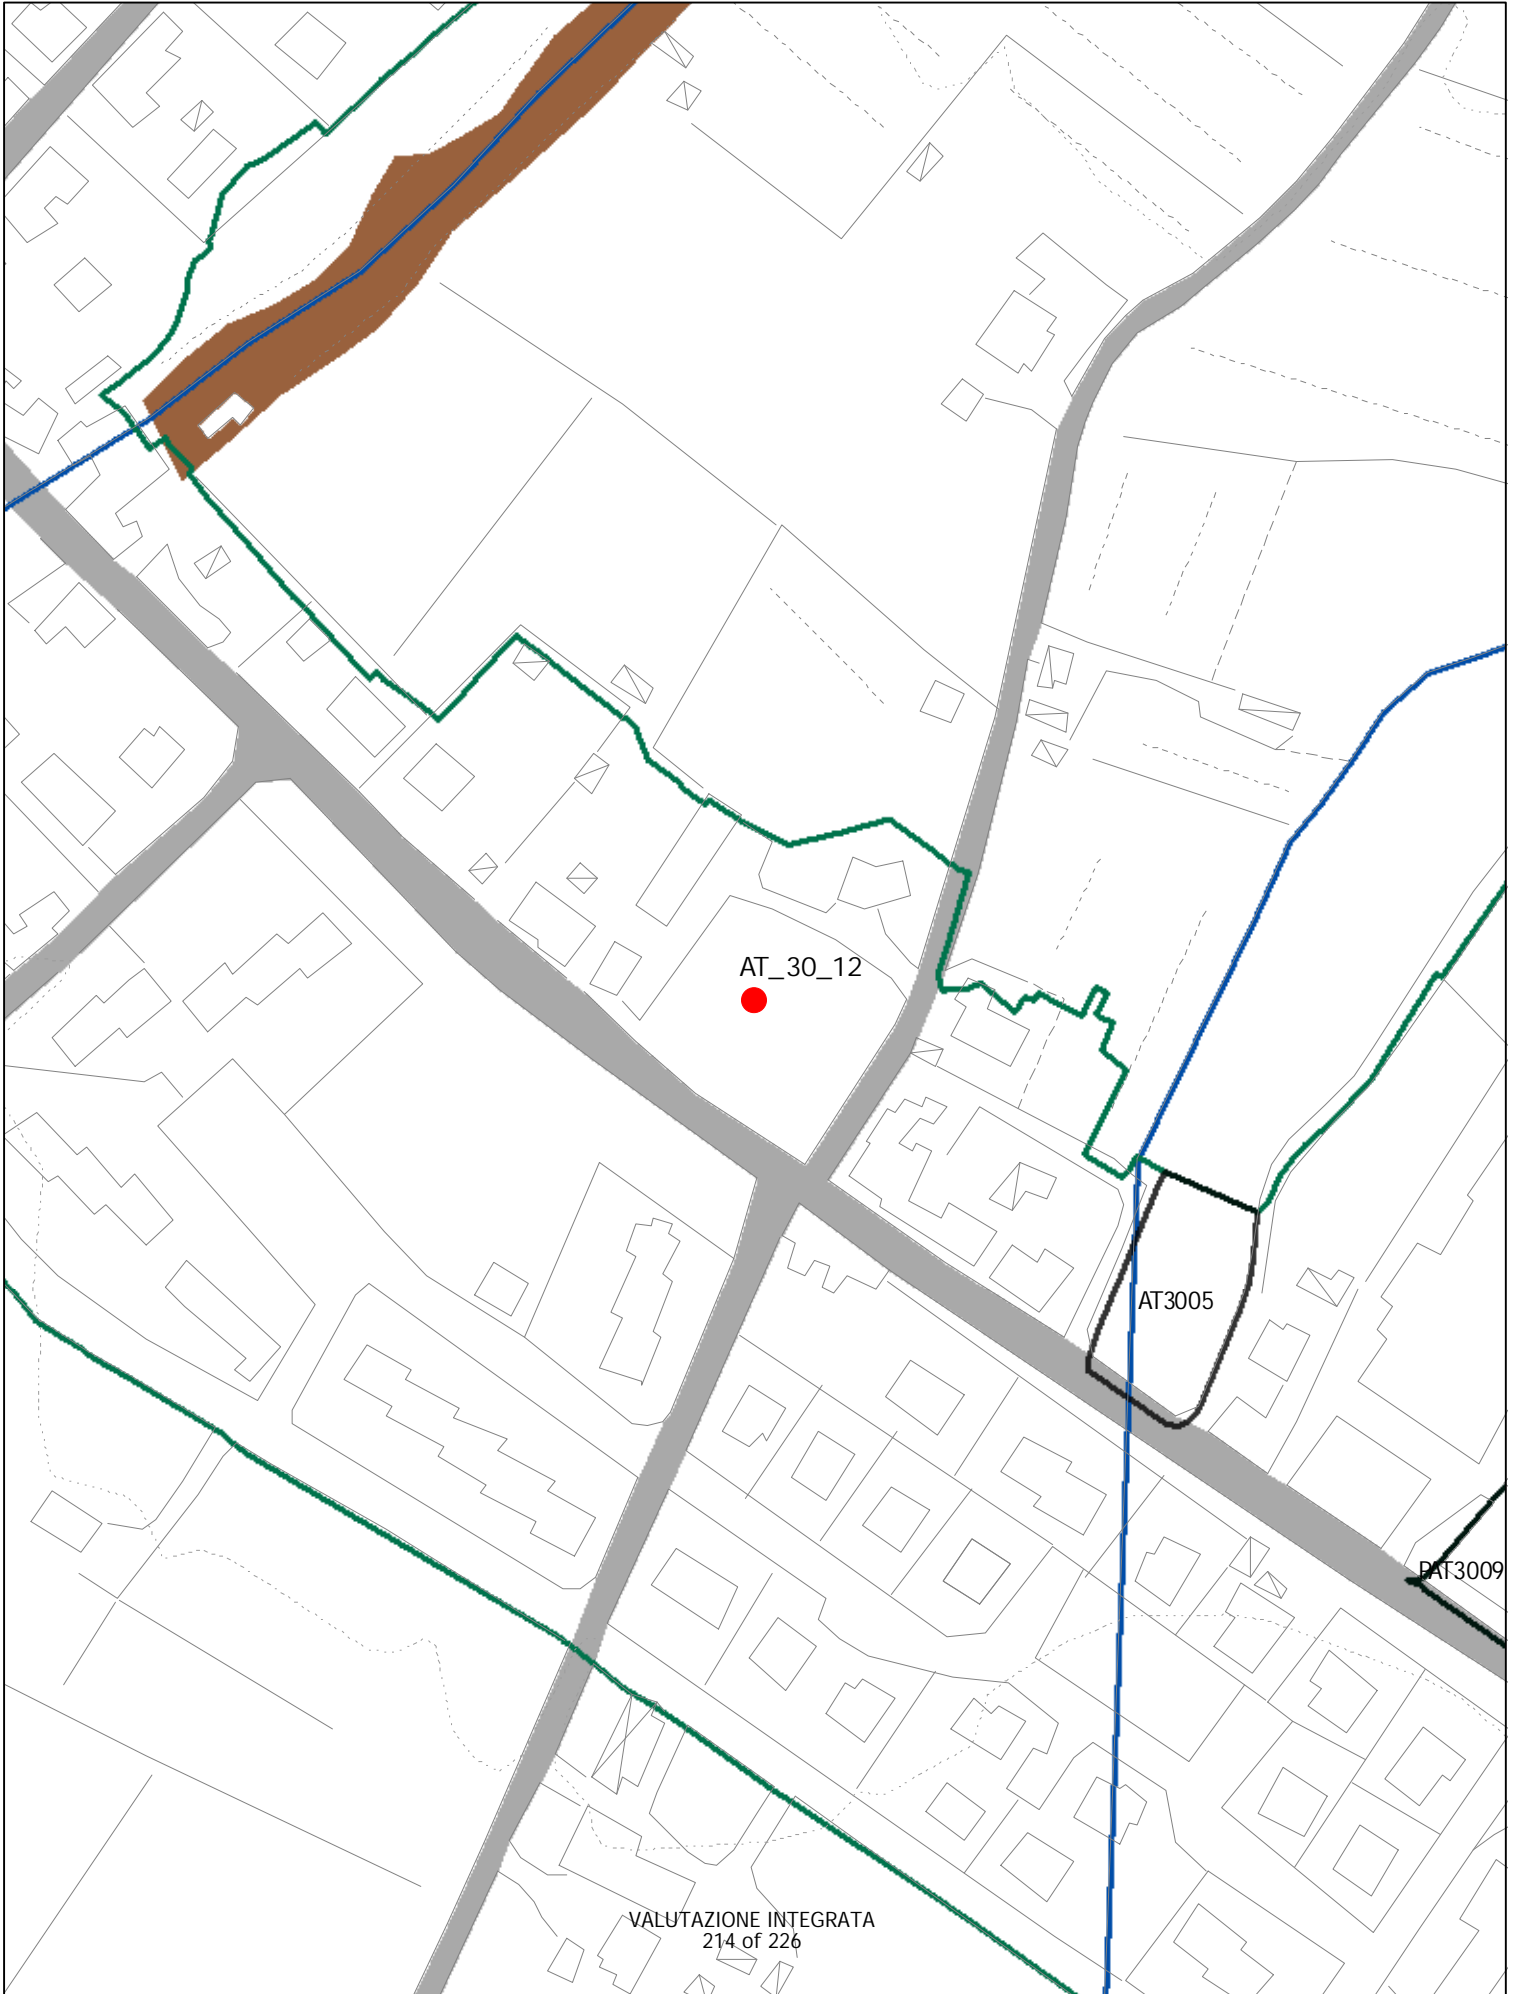 AT_30_12
AT3005
PAT3009
VALUTAZIONE INTEGRATA
214 of 226